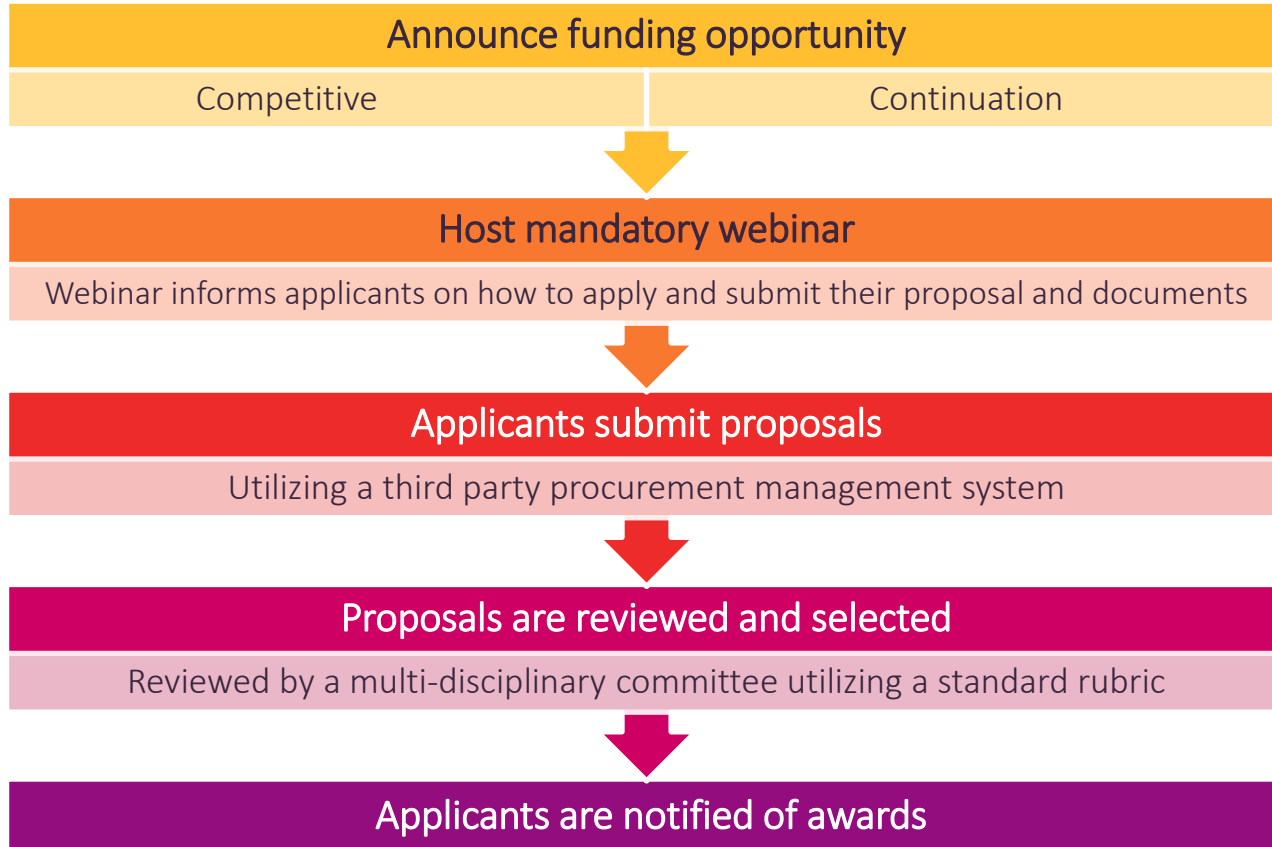 Announce funding opportunity
Competitive
Continuation
Host mandatory webinar
Webinar informs applicants on how to apply and submit their proposal and documents
Applicants submit proposals
Utilizing a third party procurement management system
Proposals are reviewed and selected
Reviewed by a multi-disciplinary committee utilizing a standard rubric
Applicants are notified of awards